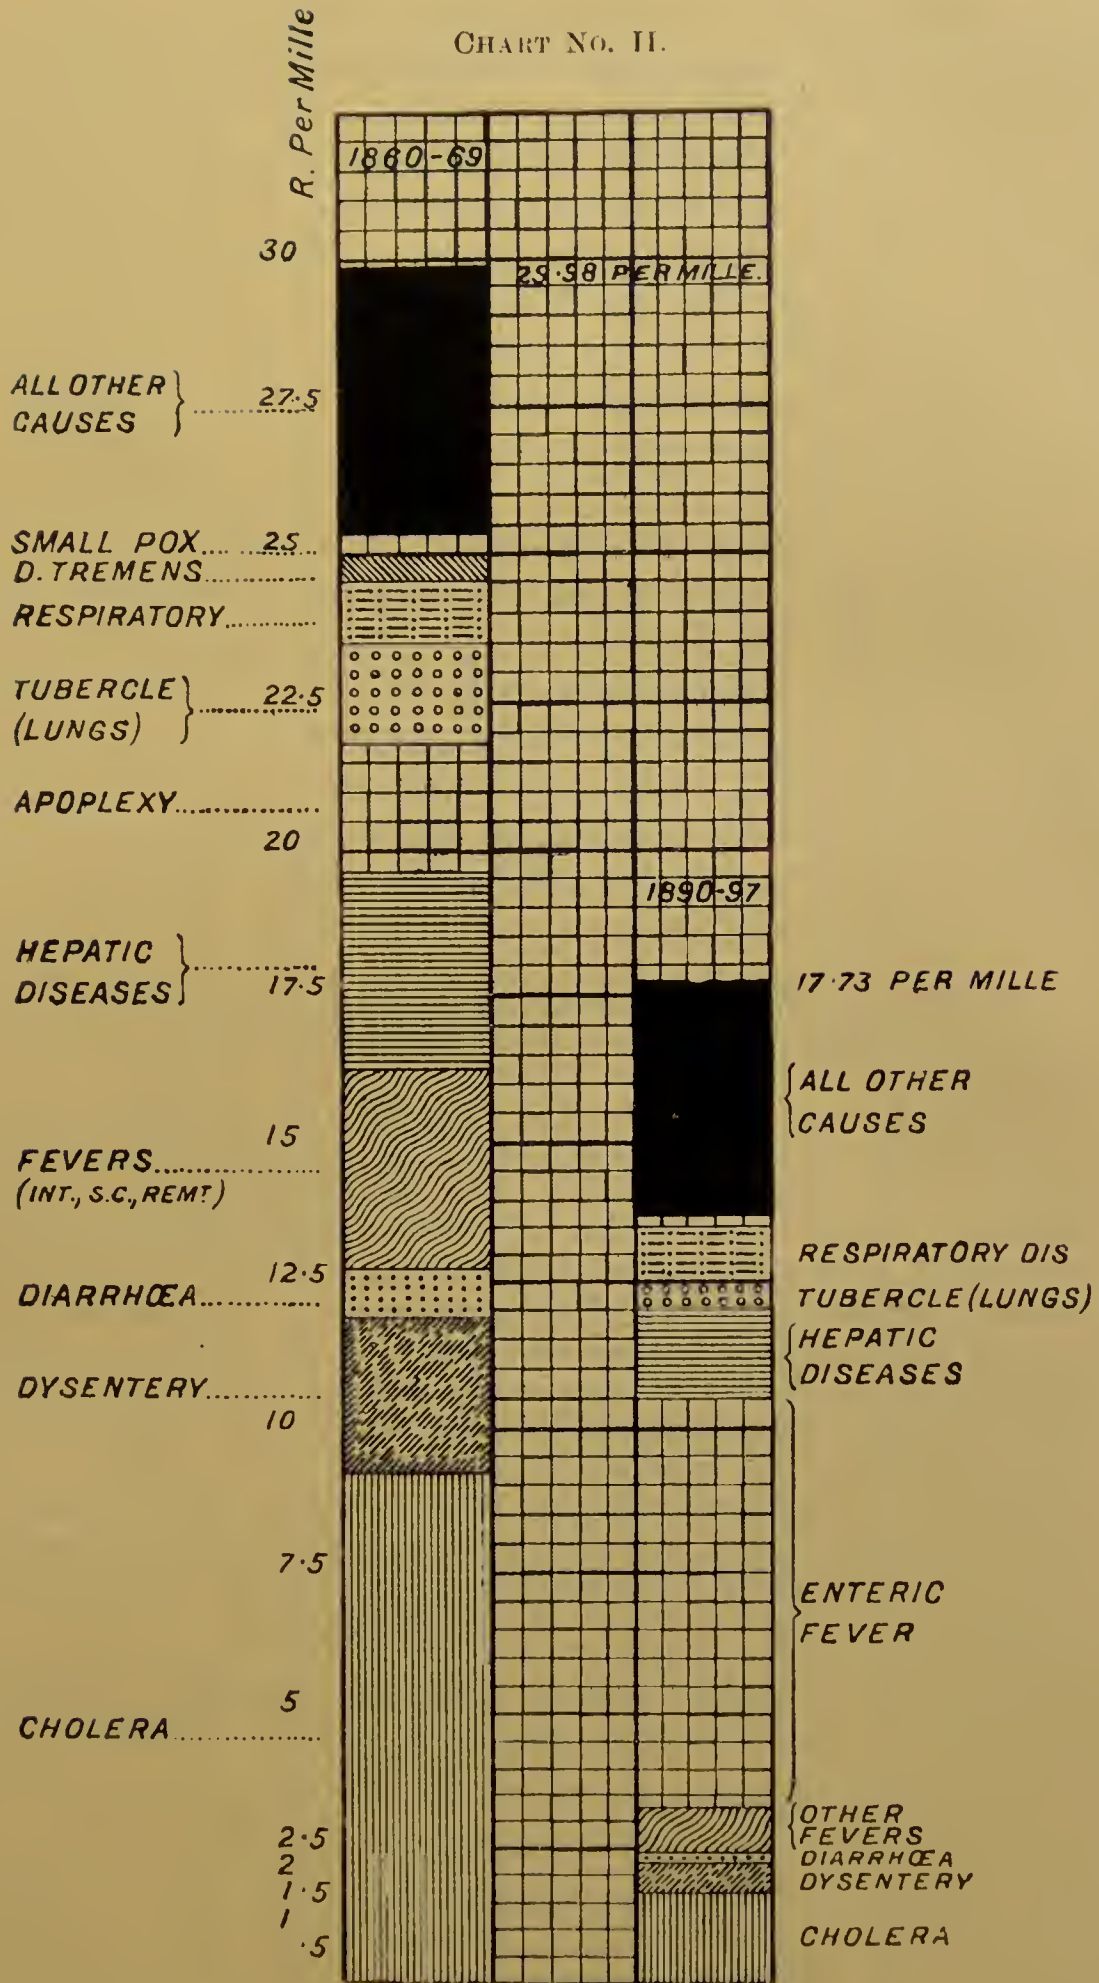 CHART No. II.
R. Per Mille
1860-69
30
29·98 PER MILLE.
ALL OTHER
CAUSES
27·5
SMALL POX.... 25
D. TREMENS
RESPIRATORY
TUBERCLE
(LUNGS)
22·5
APOPLEXY
20
HEPATIC
DISEASES
17·5
15
FEVERS
(INT., S.C., REMT.)
12·5
DIARRHŒA
DYSENTERY
10
7·5
5
CHOLERA
2·5
2
1·5
1
·5
1890-97
17·73 PER MILLE
ALL OTHER
CAUSES
RESPIRATORY DIS
TUBERCLE (LUNGS)
HEPATIC
DISEASES
ENTERIC
FEVER
OTHER
FEVERS
DIARRHŒA
DYSENTERY
CHOLERA